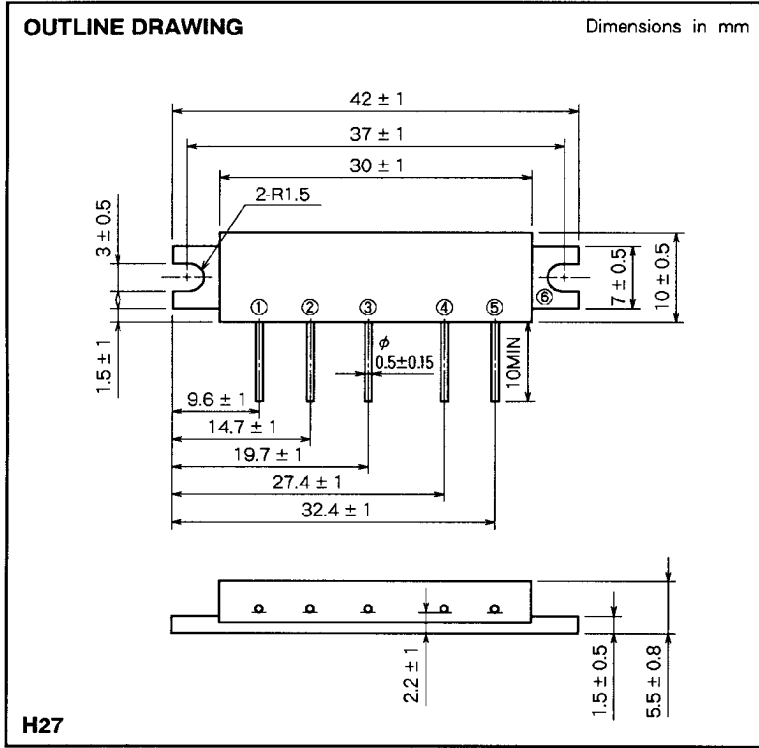 OUTLINE DRAWING
Dimensions in mm
42 ± 1
37 ± 1
30 ± 1
2-R1.5
3 ± 0.5
7 ± 0.5
10 ± 0.5
⑥
① ② ③ ④ ⑤
1.5 ± 1
φ
0.5±0.15
10MIN
9.6 ± 1
14.7 ± 1
19.7 ± 1
27.4 ± 1
32.4 ± 1
2.2 ± 1
1.5 ± 0.5
5.5 ± 0.8
H27